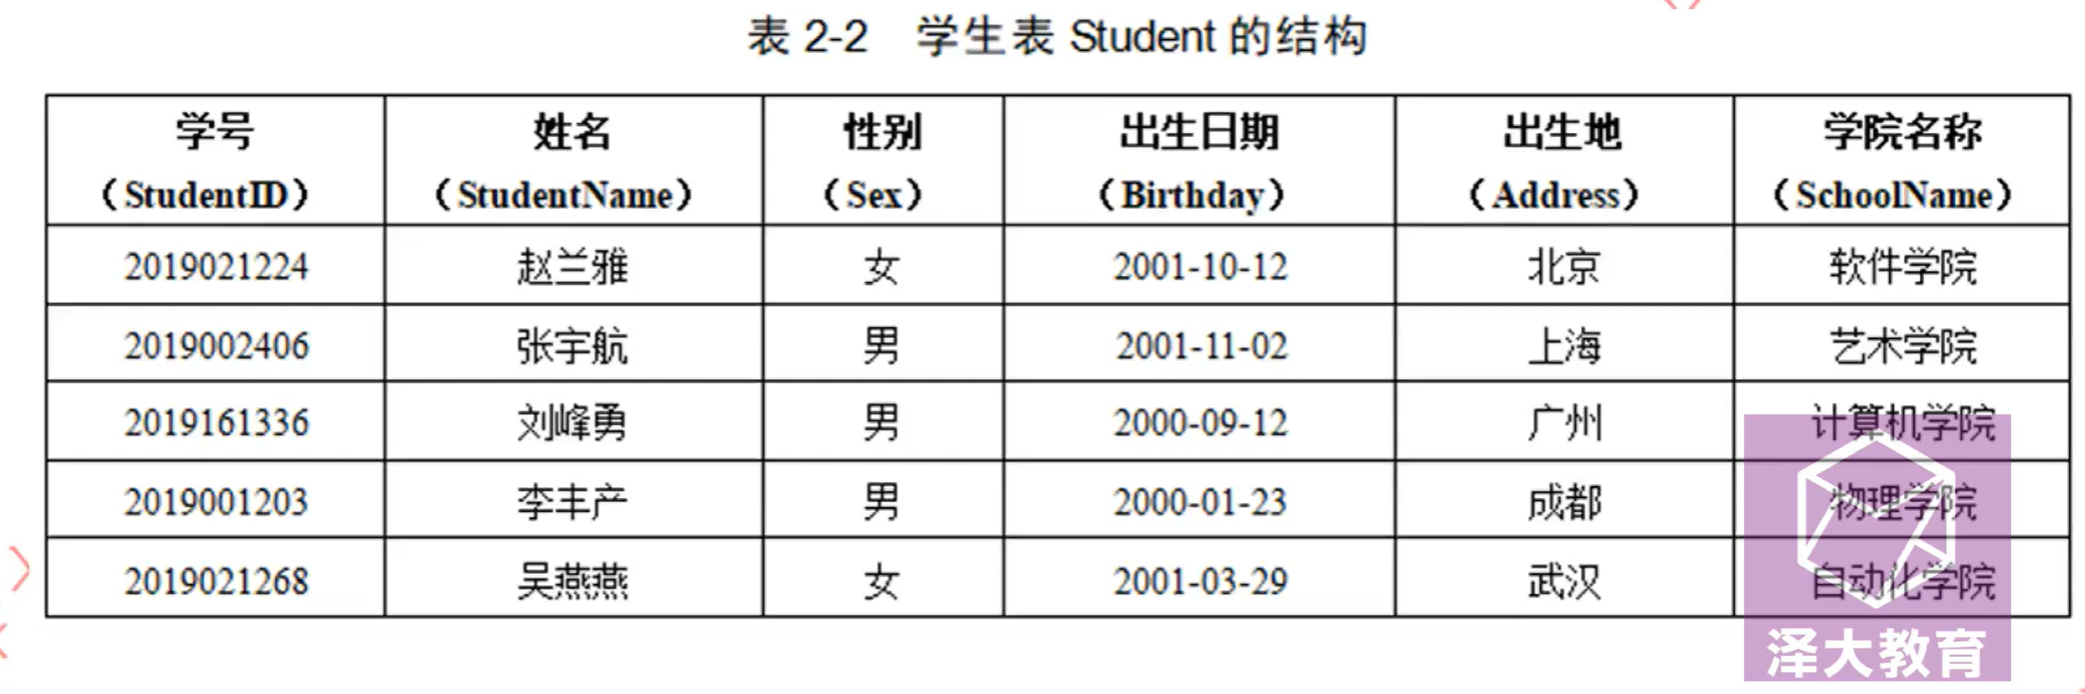 表 2-2 学生表 Student 的结构
学号 姓名 性别 出生日期 出生地 学院名称
（StudentID） （StudentName） （Sex） （Birthday） （Address） （SchoolName）
2019021224 赵兰雅 女 2001-10-12 北京 软件学院
2019002406 张宇航 男 2001-11-02 上海 艺术学院
2019161336 刘峰勇 男 2000-09-12 广州 计算机学院
2019001203 李丰产 男 2000-01-23 成都 物理学院
2019021268 吴燕燕 女 2001-03-29 武汉 自动化学院
泽大教育